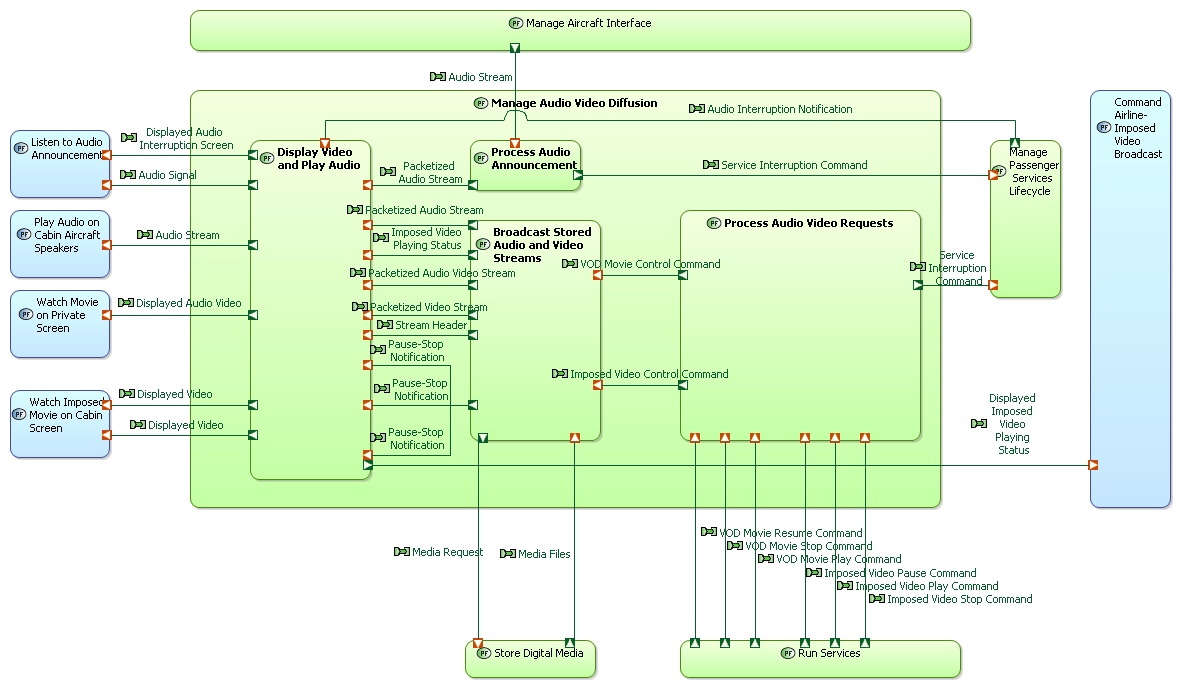 PF Manage Aircraft Interface
Audio Stream
PF Manage Audio Video Diffusion
Audio Interruption Notification
Command
Airline-
PF Imposed
Video
Broadcast
PF Listen to Audio
Announcement
Displayed Audio
Interruption Screen
Audio Signal
PF Display Video
and Play Audio
Packetized
Audio Stream
PF Process Audio
Announcement
Service Interruption Command
Manage
PF Passenger
Services
Lifecycle
PF Play Audio on
Cabin Aircraft
Speakers
Audio Stream
Packetized Audio Stream
Imposed Video
Playing Status
Packetized Audio Video Stream
PF Broadcast Stored
Audio and Video
Streams
PF Process Audio Video Requests
VOD Movie Control Command
Service
Interruption
Command
PF Watch Movie
on Private
Screen
Displayed Audio Video
Packetized Video Stream
Stream Header
Pause-Stop
Notification
Pause-Stop
Notification
Pause-Stop
Notification
Imposed Video Control Command
PF Watch Imposed
Movie on Cabin
Screen
Displayed Video
Displayed Video
Displayed
Imposed
Video
Playing
Status
Media Request
Media Files
VOD Movie Resume Command
VOD Movie Stop Command
VOD Movie Play Command
Imposed Video Pause Command
Imposed Video Play Command
Imposed Video Stop Command
PF Store Digital Media
PF Run Services